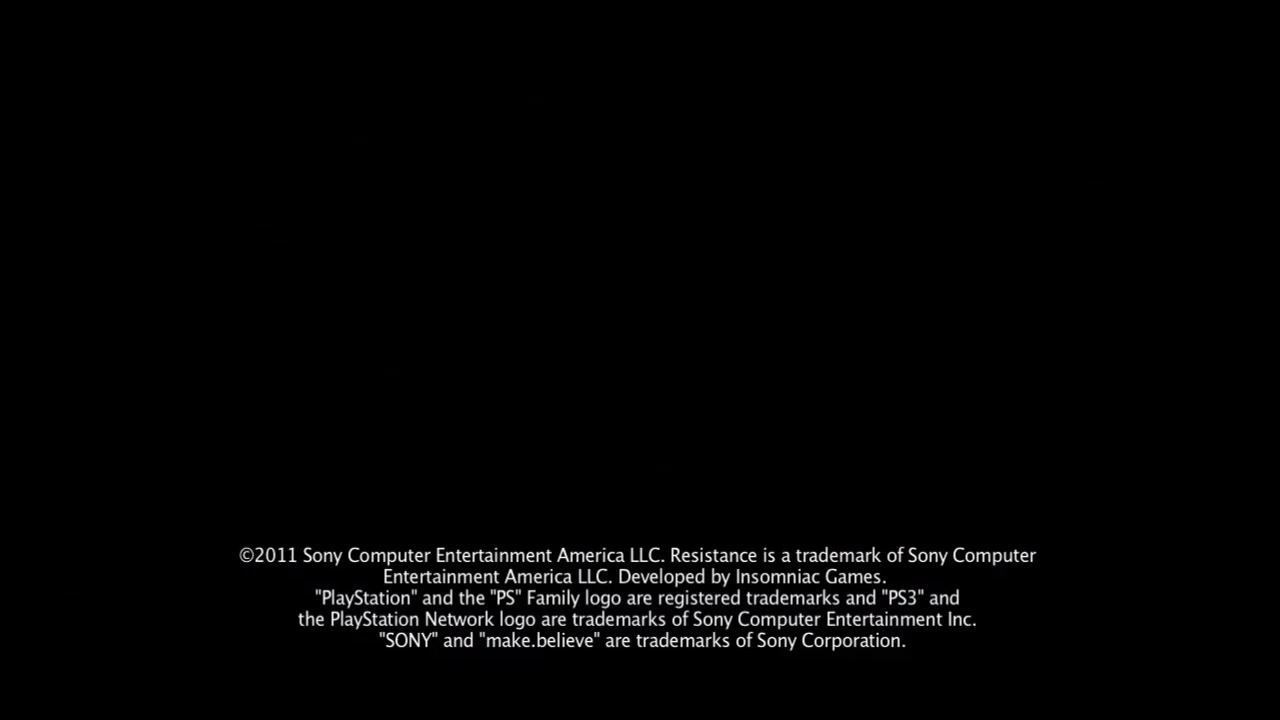 ©2011 Sony Computer Entertainment America LLC. Resistance is a trademark of Sony Computer
Entertainment America LLC. Developed by Insomniac Games.
"PlayStation" and the "PS" Family logo are registered trademarks and "PS3" and
the PlayStation Network logo are trademarks of Sony Computer Entertainment Inc.
"SONY" and "make.believe" are trademarks of Sony Corporation.